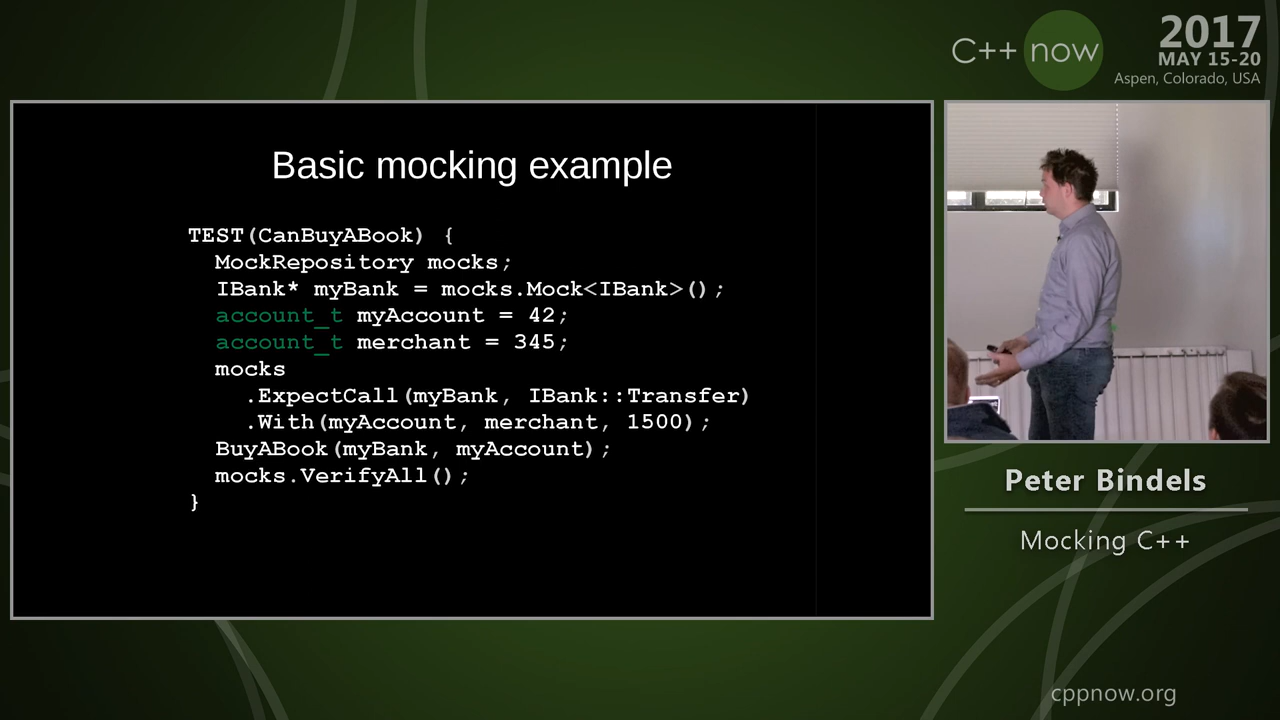 C++ now
2017
MAY 15-20
Aspen, Colorado, USA
Basic mocking example
TEST(CanBuyABook) {
  MockRepository mocks;
  IBank* myBank = mocks.Mock<IBank>();
  account_t myAccount = 42;
  account_t merchant = 345;
  mocks
    .ExpectCall(myBank, IBank::Transfer)
    .With(myAccount, merchant, 1500);
  BuyABook(myBank, myAccount);
  mocks.VerifyAll();
}
Peter Bindels
Mocking C++
cppnow.org